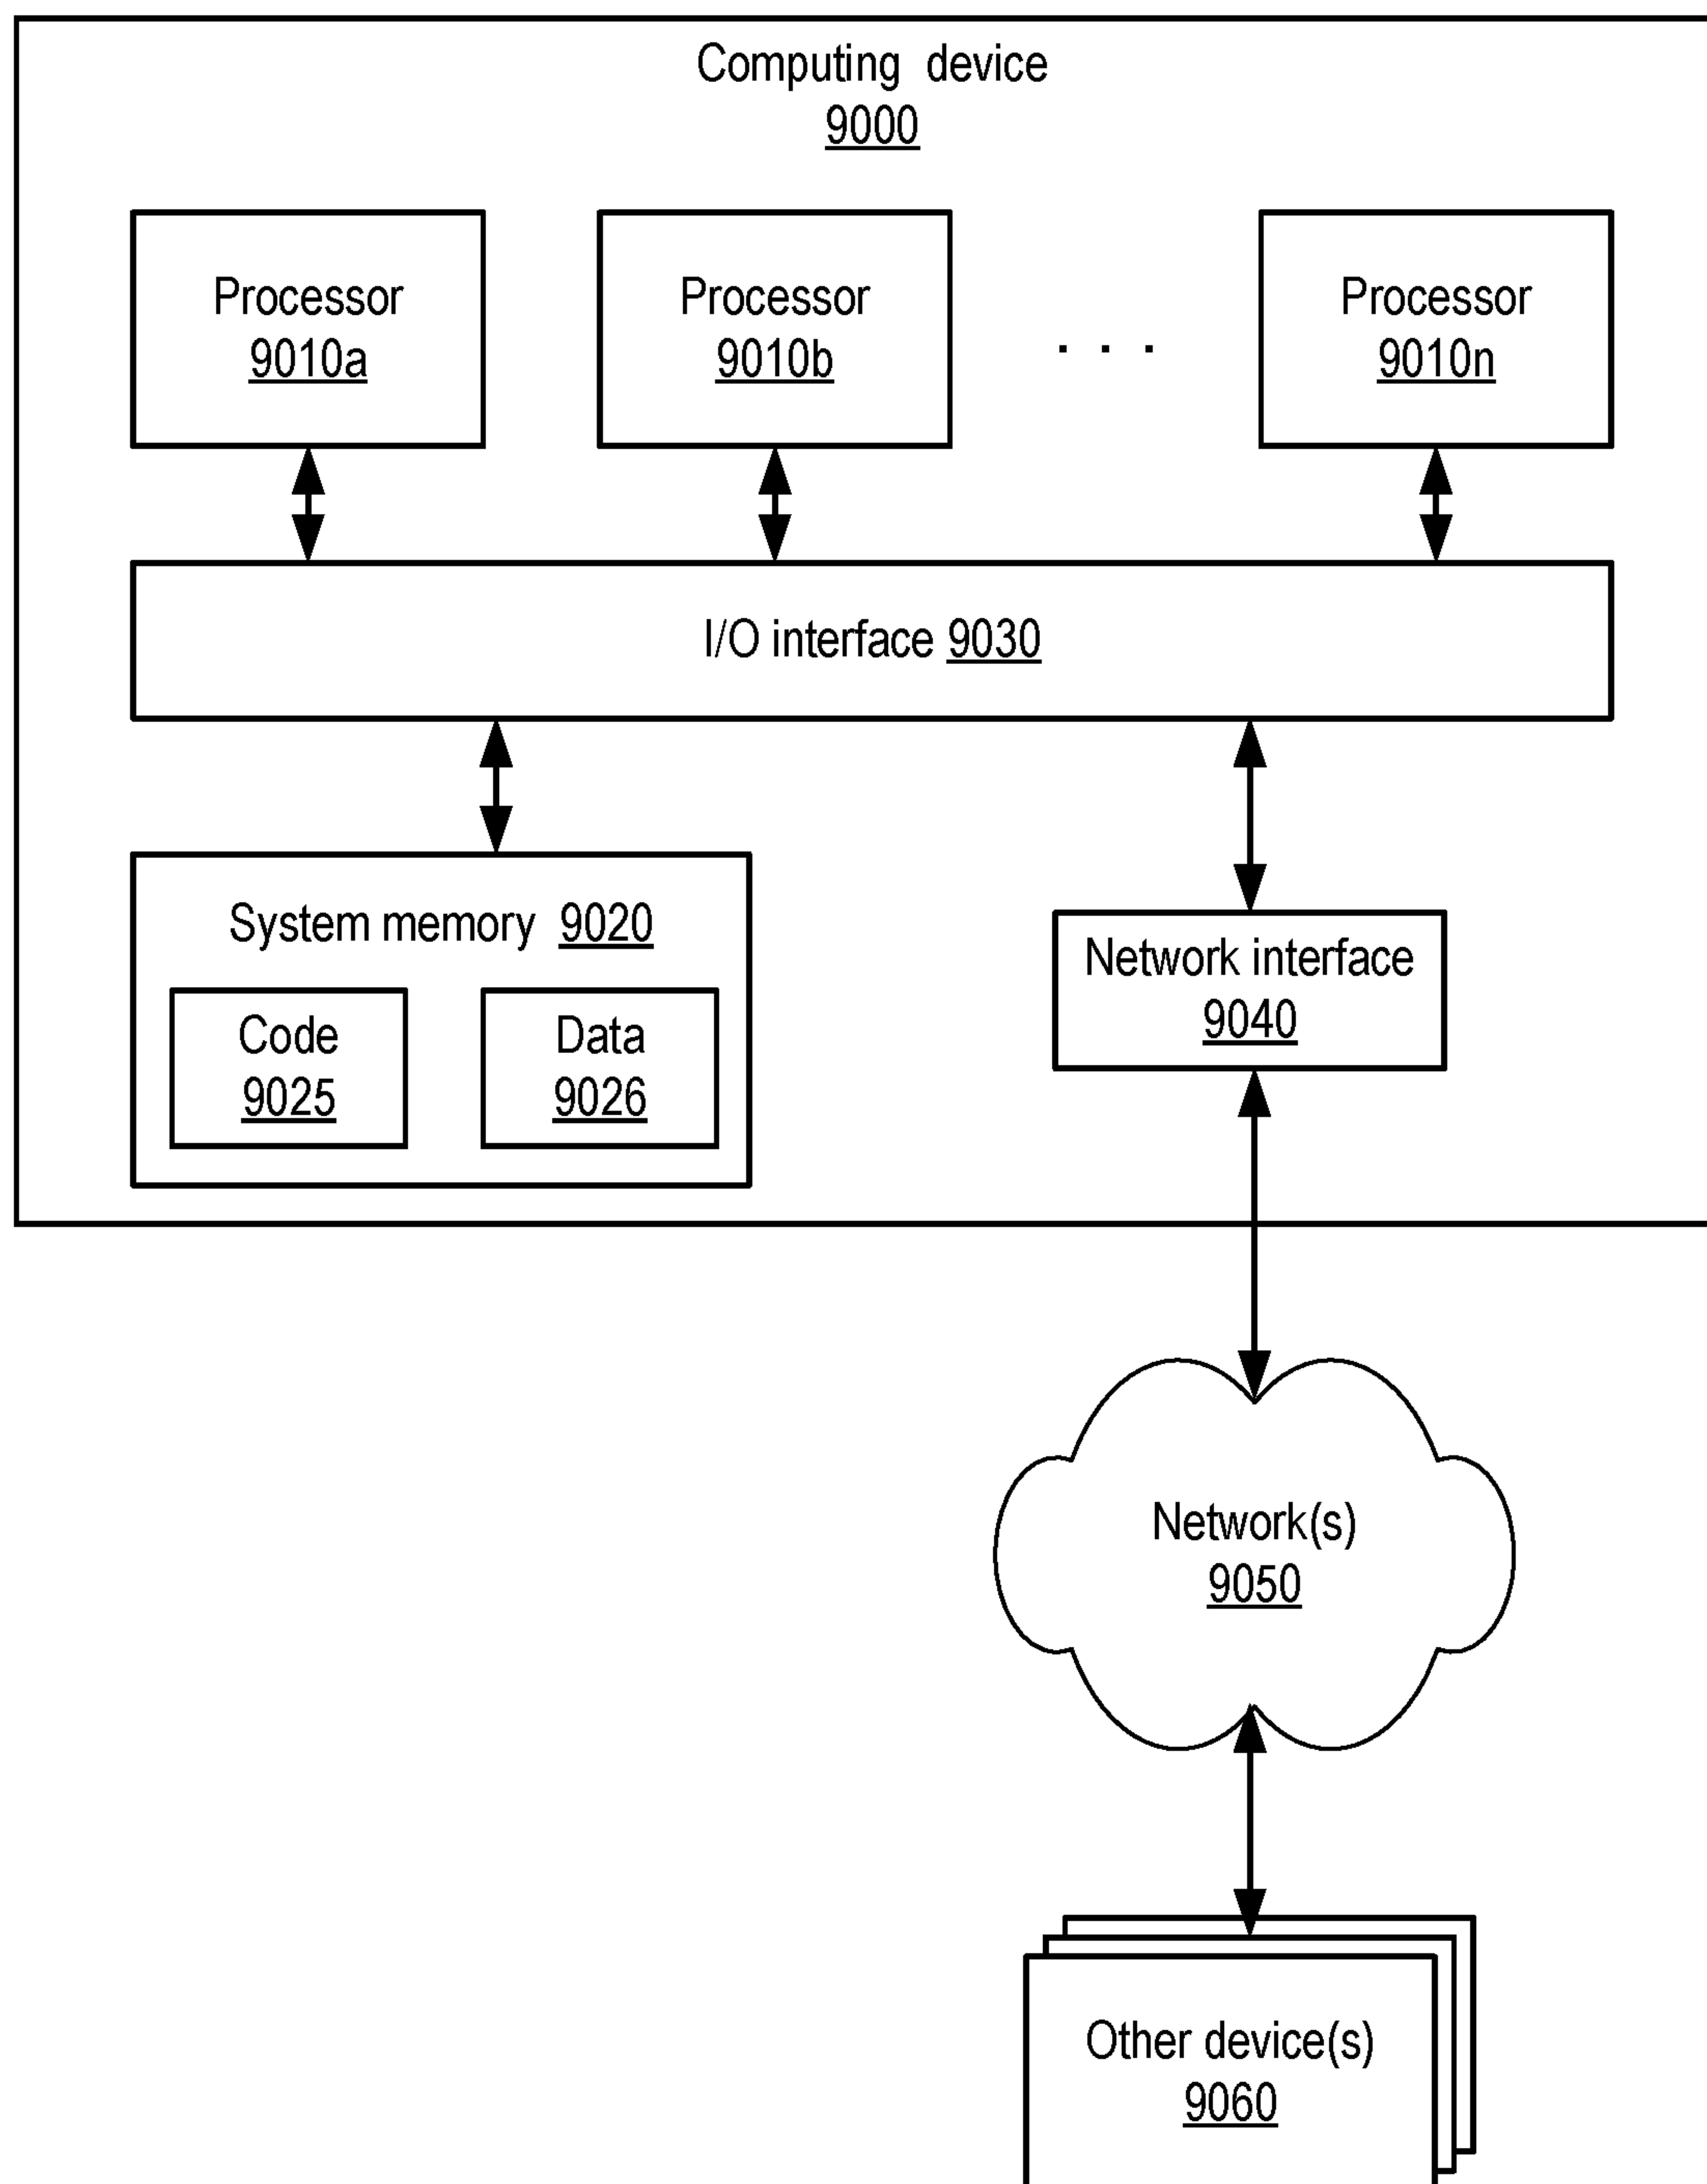 Computing device
9000
Processor
9010a
Processor
9010b
. . .
Processor
9010n
I/O interface 9030
System memory 9020
Code
9025
Data
9026
Network interface
9040
Network(s)
9050
Other device(s)
9060